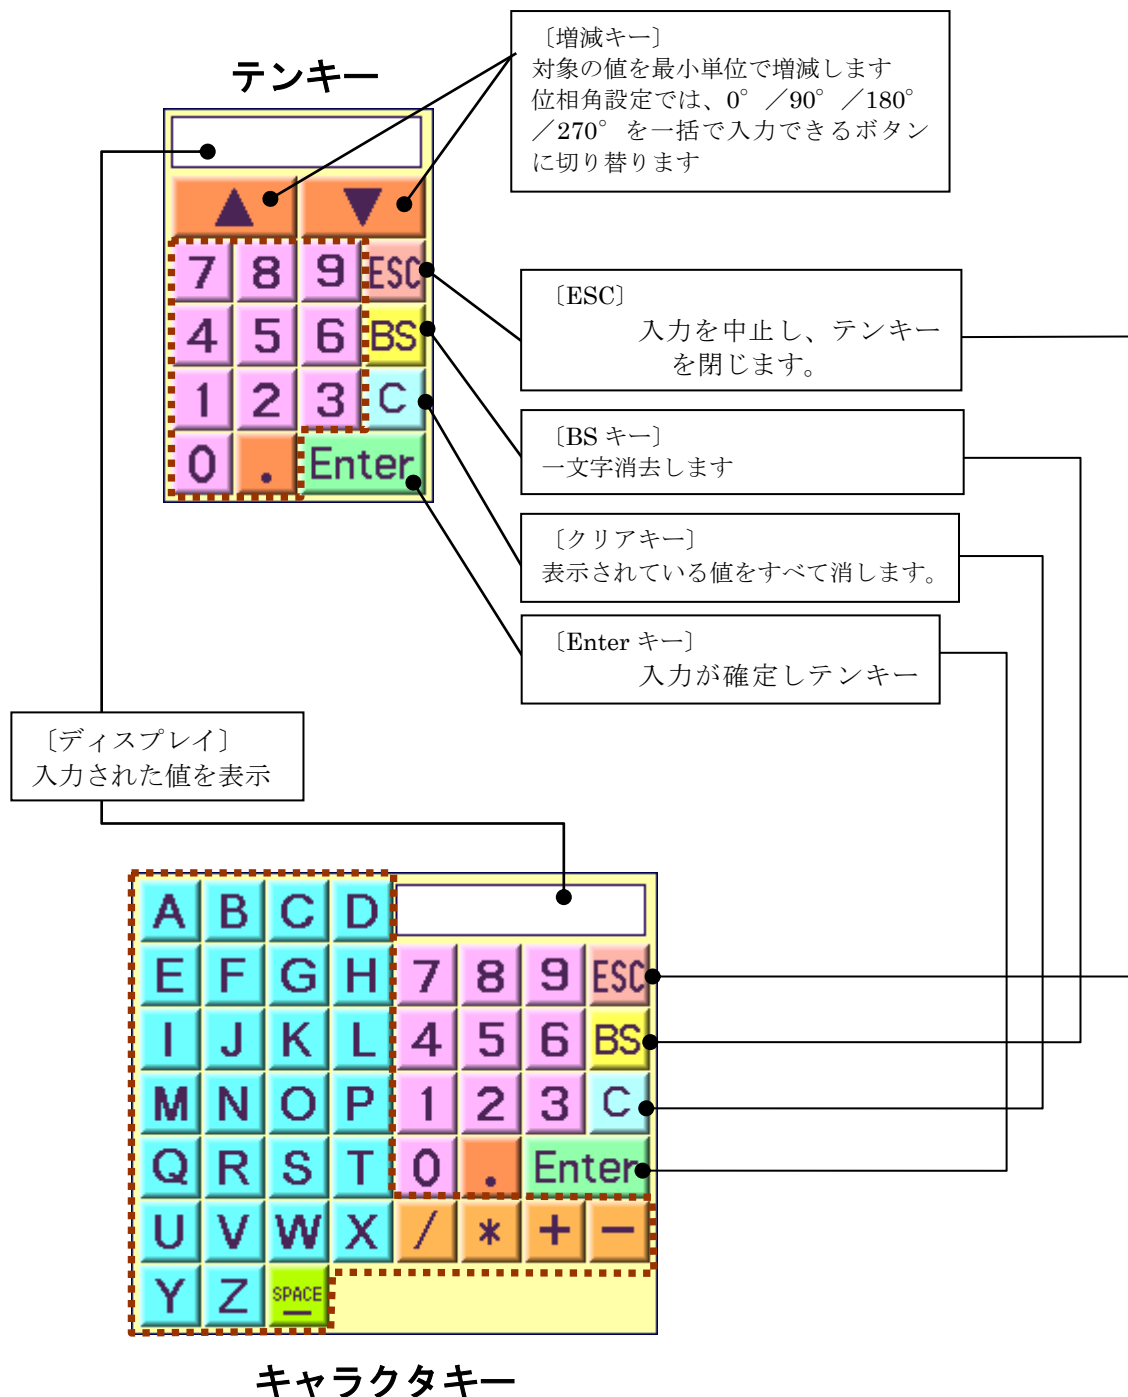 〔増減キー〕
対象の値を最小単位で増減します
位相角設定では、0°／90°／180°
／270°を一括で入力できるボタン
に切り替ります
テンキー
▲ ▼
7 8 9 ESC
4 5 6 BS
1 2 3 C
0 . Enter
〔ESC〕
入力を中止し、テンキー
を閉じます。
〔BS キー〕
一文字消去します
〔クリアキー〕
表示されている値をすべて消します。
〔Enter キー〕
入力が確定しテンキー
〔ディスプレイ〕
入力された値を表示
A B C D
E F G H 7 8 9 ESC
I J K L 4 5 6 BS
M N O P 1 2 3 C
Q R S T 0 . Enter
U V W X / * + −
Y Z SPACE
キャラクタキー